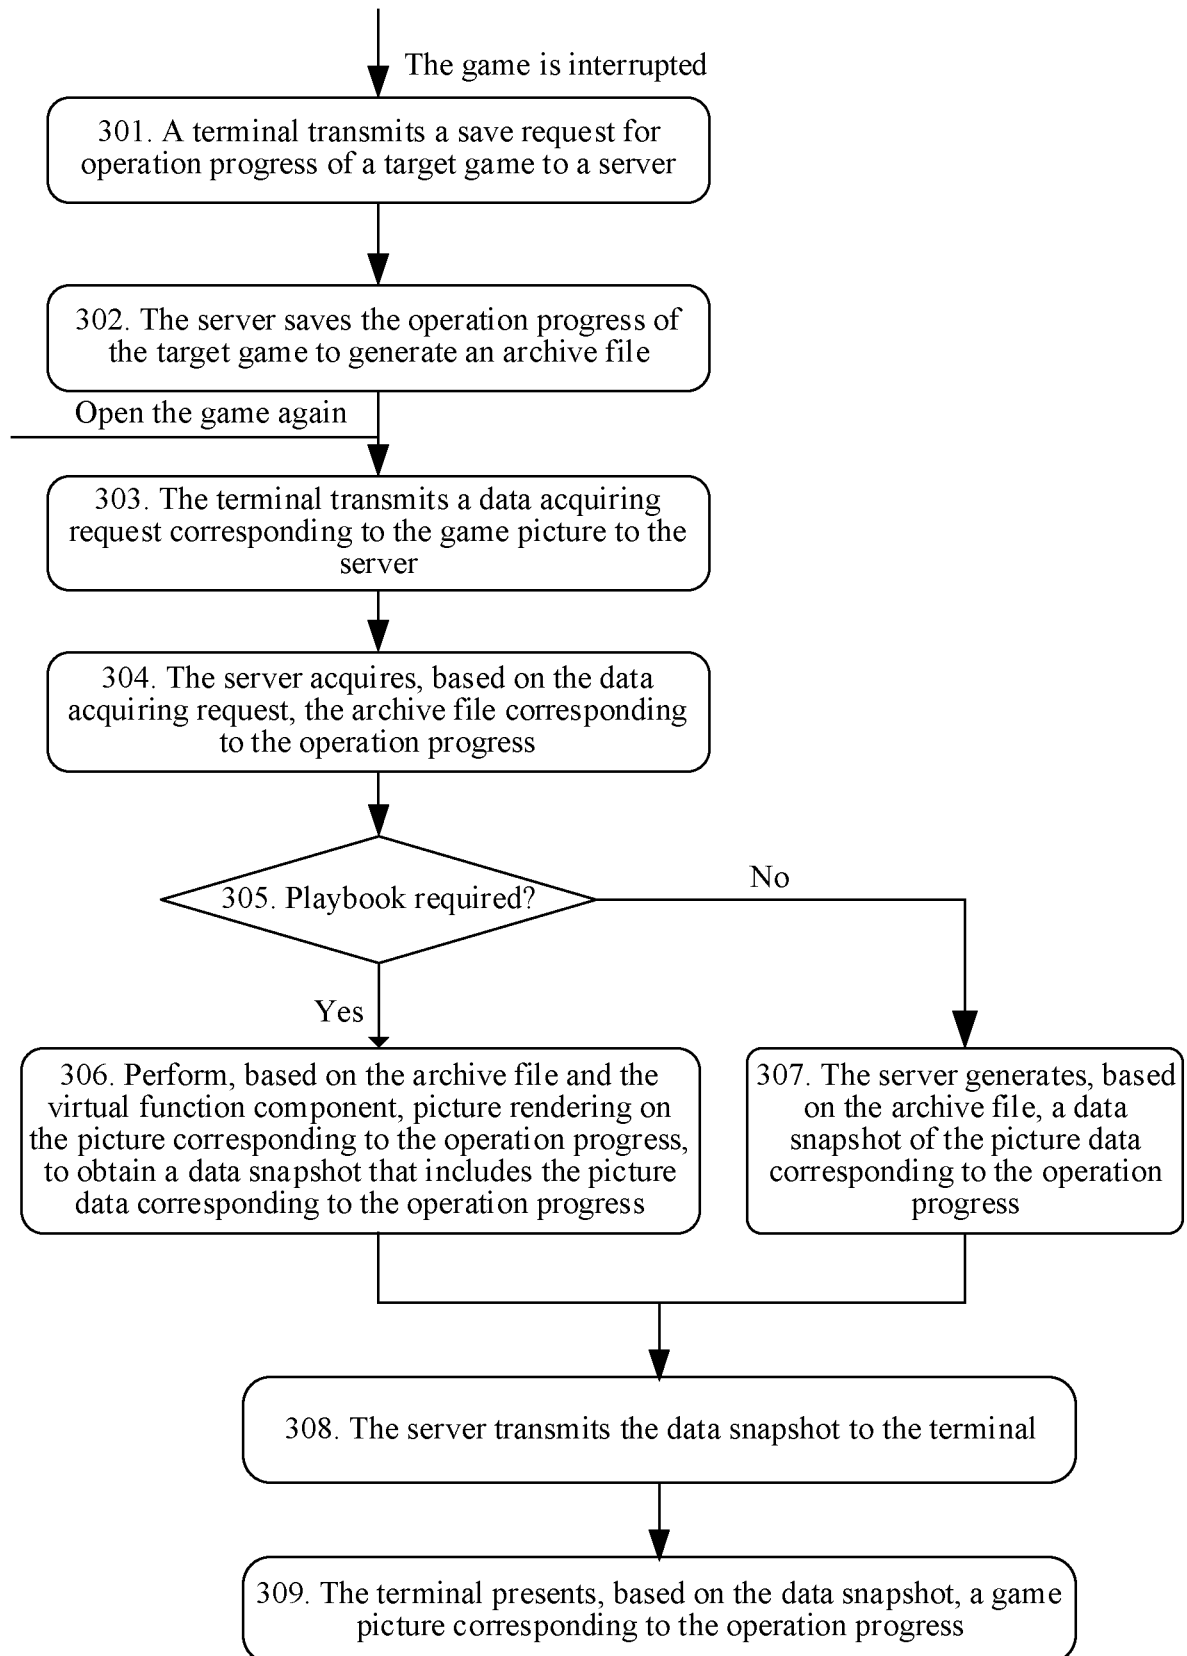 The game is interrupted
301. A terminal transmits a save request for
operation progress of a target game to a server
302. The server saves the operation progress of
the target game to generate an archive file
Open the game again
303. The terminal transmits a data acquiring
request corresponding to the game picture to the
server
304. The server acquires, based on the data
acquiring request, the archive file corresponding
to the operation progress
305. Playbook required?
No
Yes
306. Perform, based on the archive file and the
virtual function component, picture rendering on
the picture corresponding to the operation progress,
to obtain a data snapshot that includes the picture
data corresponding to the operation progress
307. The server generates, based
on the archive file, a data
snapshot of the picture data
corresponding to the operation
progress
308. The server transmits the data snapshot to the terminal
309. The terminal presents, based on the data snapshot, a game
picture corresponding to the operation progress